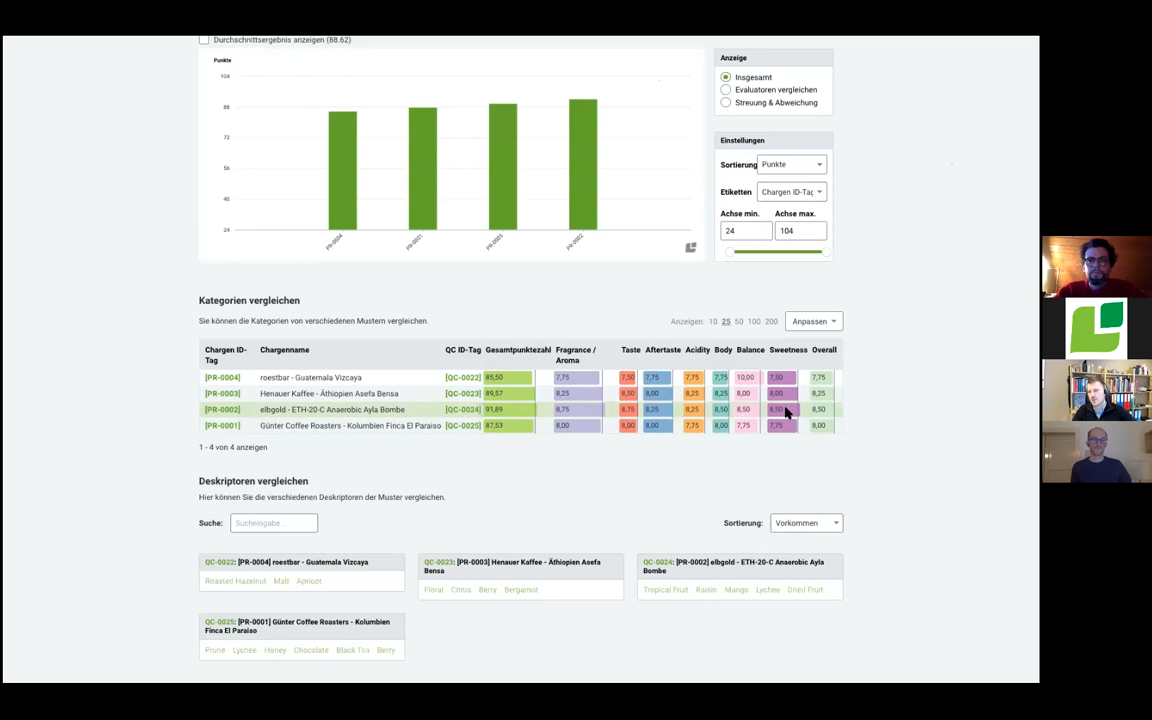 Durchschnittsergebnis anzeigen (88.62)
Punkte
104
88
72
56
40
24
PR-0004
PR-0001
PR-0003
PR-0002
Anzeige
Insgesamt
Evaluatoren vergleichen
Streuung & Abweichung
Einstellungen
Sortierung Punkte
Etiketten Chargen ID-Tag
Achse min. Achse max.
24 104
Kategorien vergleichen
Sie können die Kategorien von verschiedenen Mustern vergleichen.
Anzeigen: 10 25 50 100 200 Anpassen
Chargen ID-Tag Chargenname QC ID-Tag Gesamtpunktezahl Fragrance / Aroma Taste Aftertaste Acidity Body Balance Sweetness Overall
[PR-0004] roestbar - Guatemala Vizcaya [QC-0022] 85,50 7,75 7,50 7,75 7,75 7,75 10,00 7,50 7,75
[PR-0003] Henauer Kaffee - Äthiopien Asefa Bensa [QC-0023] 89,57 8,25 8,50 8,00 8,25 8,25 8,00 8,00 8,25
[PR-0002] elbgold - ETH-20-C Anaerobic Ayla Bombe [QC-0024] 91,89 8,75 8,75 8,25 8,25 8,50 8,50 8,50 8,50
[PR-0001] Günter Coffee Roasters - Kolumbien Finca El Paraiso [QC-0025] 87,53 8,00 8,00 8,00 8,00 8,00 7,75 7,75 8,00
1 - 4 von 4 anzeigen
Deskriptoren vergleichen
Hier können Sie die verschiedenen Deskriptoren der Muster vergleichen.
Suche: Sucheingabe .. Sortierung: Vorkommen
QC-0022: [PR-0004] roestbar - Guatemala Vizcaya
Roasted Hazelnut Malt Apricot
QC-0023: [PR-0003] Henauer Kaffee - Äthiopien Asefa
Bensa
Floral Citrus Berry Bergamot
QC-0024: [PR-0002] elbgold - ETH-20-C Anaerobic Ayla
Bombe
Tropical Fruit Raisin Mango Lychee Dried Fruit
QC-0025: [PR-0001] Günter Coffee Roasters - Kolumbien
Finca El Paraiso
Prune Lychee Honey Chocolate Black Tea Berry